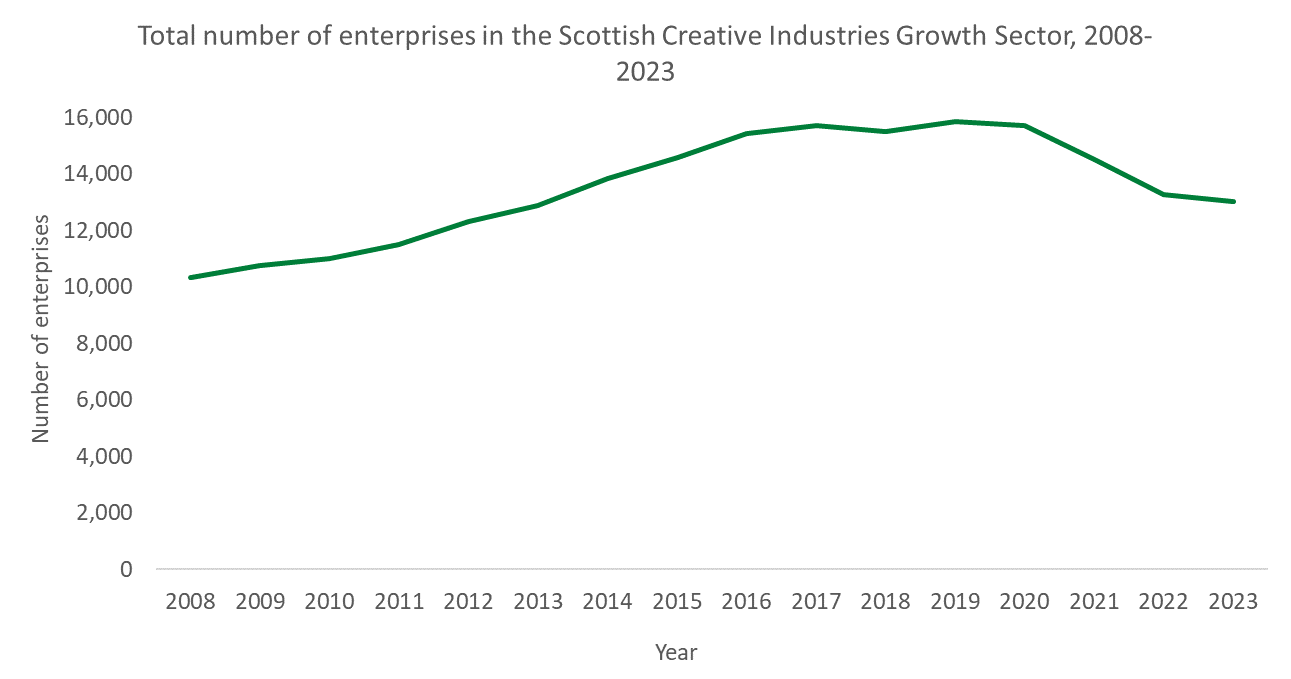 Total number of enterprises in the Scottish Creative Industries Growth Sector, 2008-
2023
Number of enterprises
16,000
14,000
12,000
10,000
8,000
6,000
4,000
2,000
0
2008 2009 2010 2011 2012 2013 2014 2015 2016 2017 2018 2019 2020 2021 2022 2023
Year